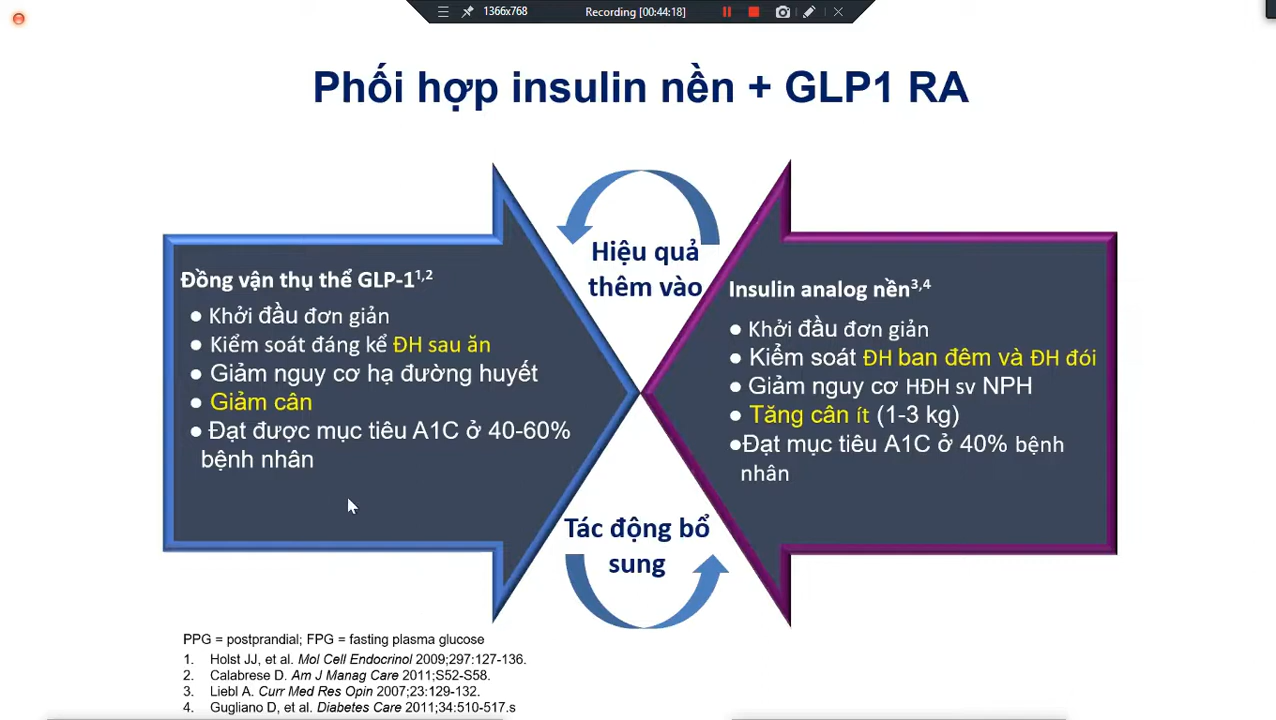 1366x768
Recording [00:44:18]
Phối hợp insulin nền + GLP1 RA
Đồng vận thụ thể GLP-1¹,²
● Khởi đầu đơn giản
● Kiểm soát đáng kể ĐH sau ăn
● Giảm nguy cơ hạ đường huyết
● Giảm cân
● Đạt được mục tiêu A1C ở 40-60%
bệnh nhân
Hiệu quả
thêm vào
Tác động bổ
sung
Insulin analog nền³,⁴
● Khởi đầu đơn giản
● Kiểm soát ĐH ban đêm và ĐH đói
● Giảm nguy cơ HĐH sv NPH
● Tăng cân ít (1-3 kg)
●Đạt mục tiêu A1C ở 40% bệnh
nhân
PPG = postprandial; FPG = fasting plasma glucose
1. Holst JJ, et al. Mol Cell Endocrinol 2009;297:127-136.
2. Calabrese D. Am J Manag Care 2011;S52-S58.
3. Liebl A. Curr Med Res Opin 2007;23:129-132.
4. Gugliano D, et al. Diabetes Care 2011;34:510-517.s